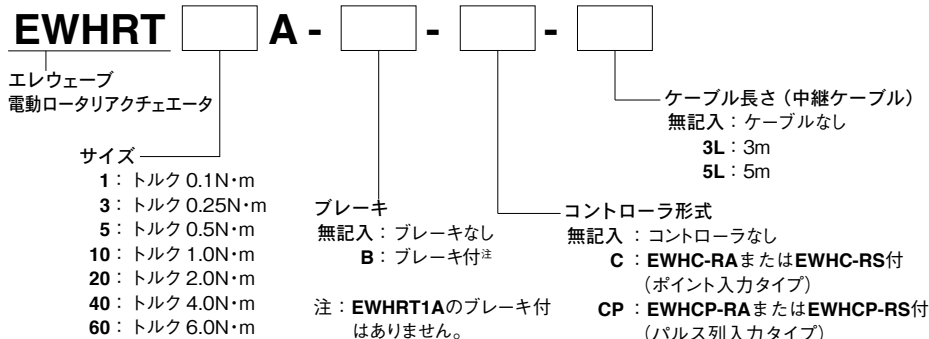 EWHRT A - - -
エレウェーブ
電動ロータリアクチェエータ
サイズ
1：トルク 0.1N・m
3：トルク 0.25N・m
5：トルク 0.5N・m
10：トルク 1.0N・m
20：トルク 2.0N・m
40：トルク 4.0N・m
60：トルク 6.0N・m
ブレーキ
無記入：ブレーキなし
B：ブレーキ付注
注：EWHRT1Aのブレーキ付
はありません。
コントローラ形式
無記入：コントローラなし
C：EWHC-RAまたはEWHC-RS付
（ポイント入力タイプ）
CP：EWHCP-RAまたはEWHCP-RS付
（パルス列入力タイプ）
ケーブル長さ（中継ケーブル）
無記入：ケーブルなし
3L：3m
5L：5m